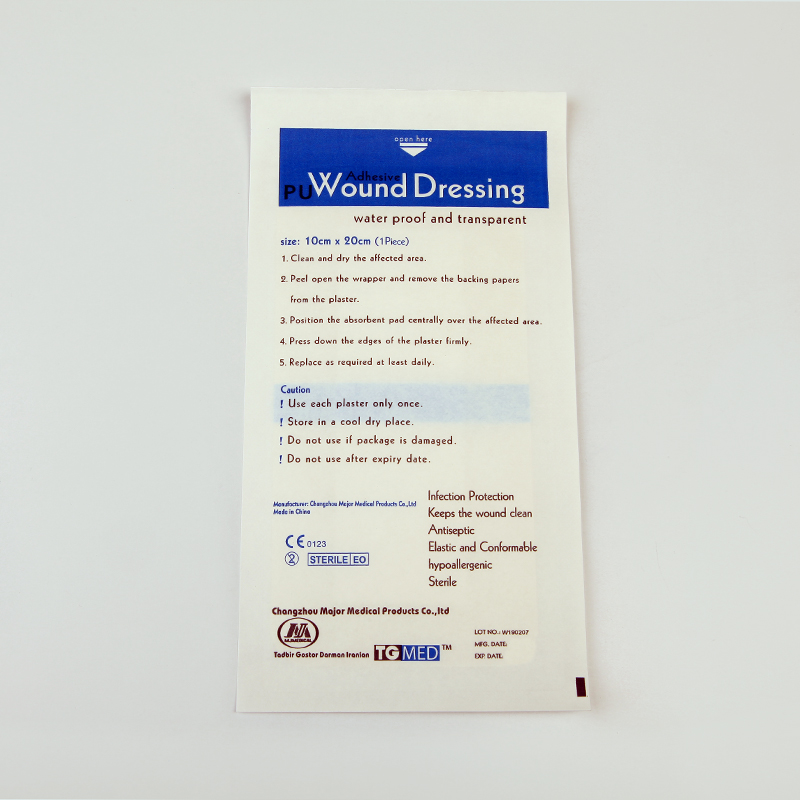 open here
Adhesive
PU Wound Dressing
water proof and transparent
size: 10cm x 20cm (1Piece)
1. Clean and dry the affected area.
2. Peel open the wrapper and remove the backing papers
from the plaster.
3. Position the absorbent pad centrally over the affected area.
4. Press down the edges of the plaster firmly.
5. Replace as required at least daily.
Caution
! Use each plaster only once.
! Store in a cool dry place.
! Do not use if package is damaged.
! Do not use after expiry date.
Manufacturer: Changzhou Major Medical Products Co.,Ltd
Made in China
CE 0123
2 STERILE EO
Infection Protection
Keeps the wound clean
Antiseptic
Elastic and Conformable
hypoallergenic
Sterile
Changzhou Major Medical Products Co.,ltd
MJMEDICAL
Tadbir Gostar Darman Iranian TGMED™
LOT NO.: W190207
MFG. DATE:
EXP. DATE: